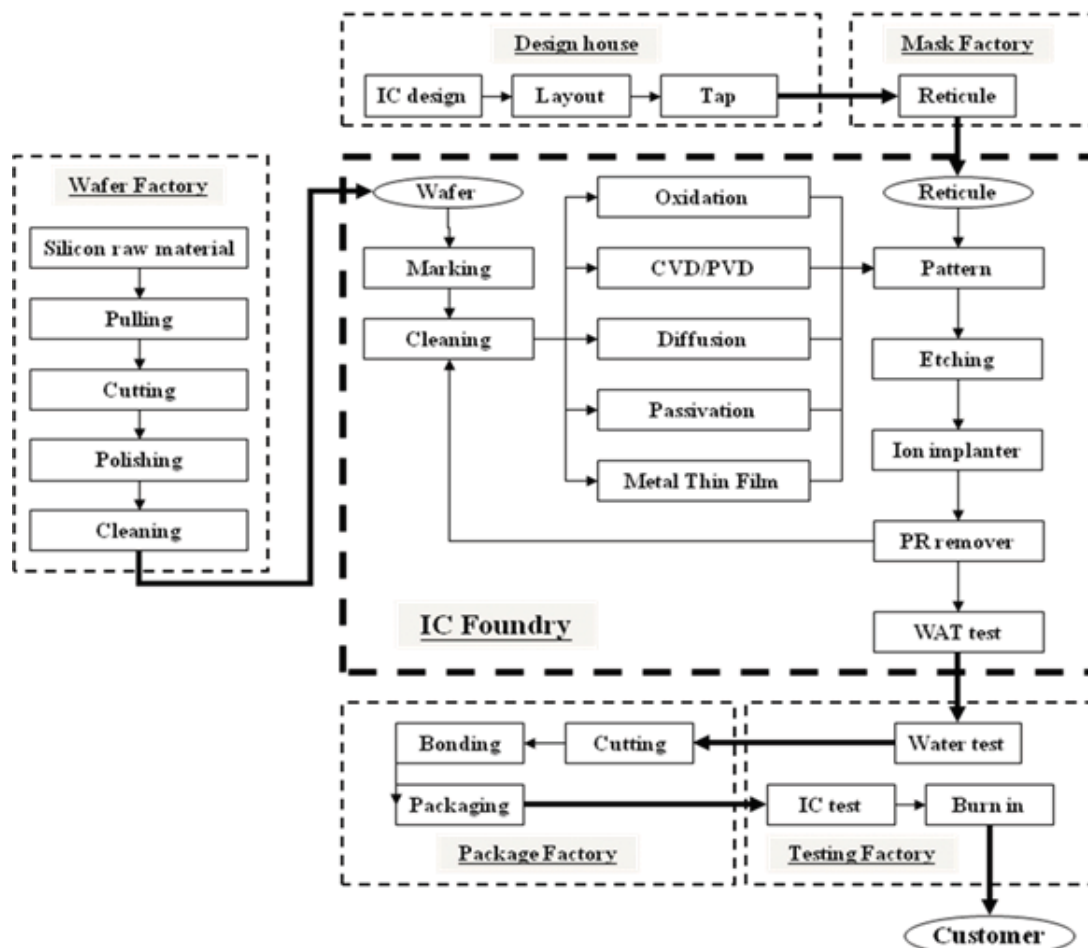 Design house
IC design
Layout
Tap
Mask Factory
Reticule
Wafer Factory
Silicon raw material
Pulling
Cutting
Polishing
Cleaning
Wafer
Marking
Cleaning
Oxidation
CVD/PVD
Diffusion
Passivation
Metal Thin Film
Reticule
Pattern
Etching
Ion implanter
PR remover
WAT test
IC Foundry
Bonding
Cutting
Packaging
Package Factory
Water test
IC test
Burn in
Testing Factory
Customer